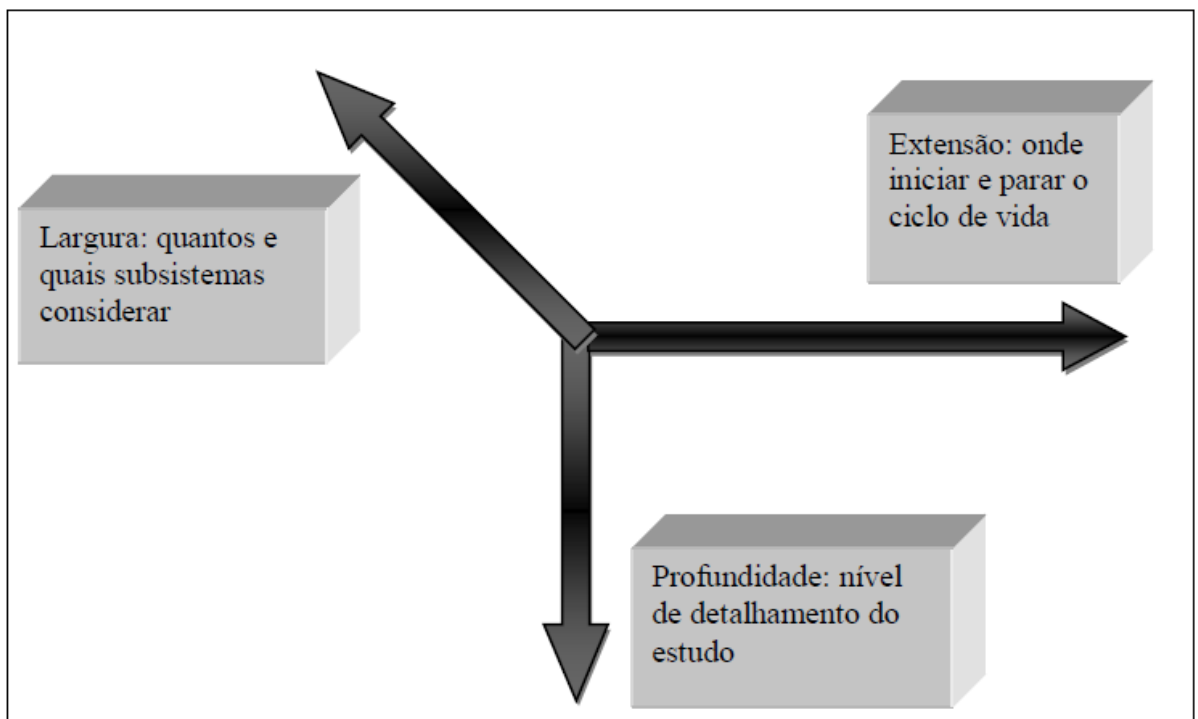 Extensão: onde
iniciar e parar o
ciclo de vida
Largura: quantos e
quais subsistemas
considerar
Profundidade: nível
de detalhamento do
estudo